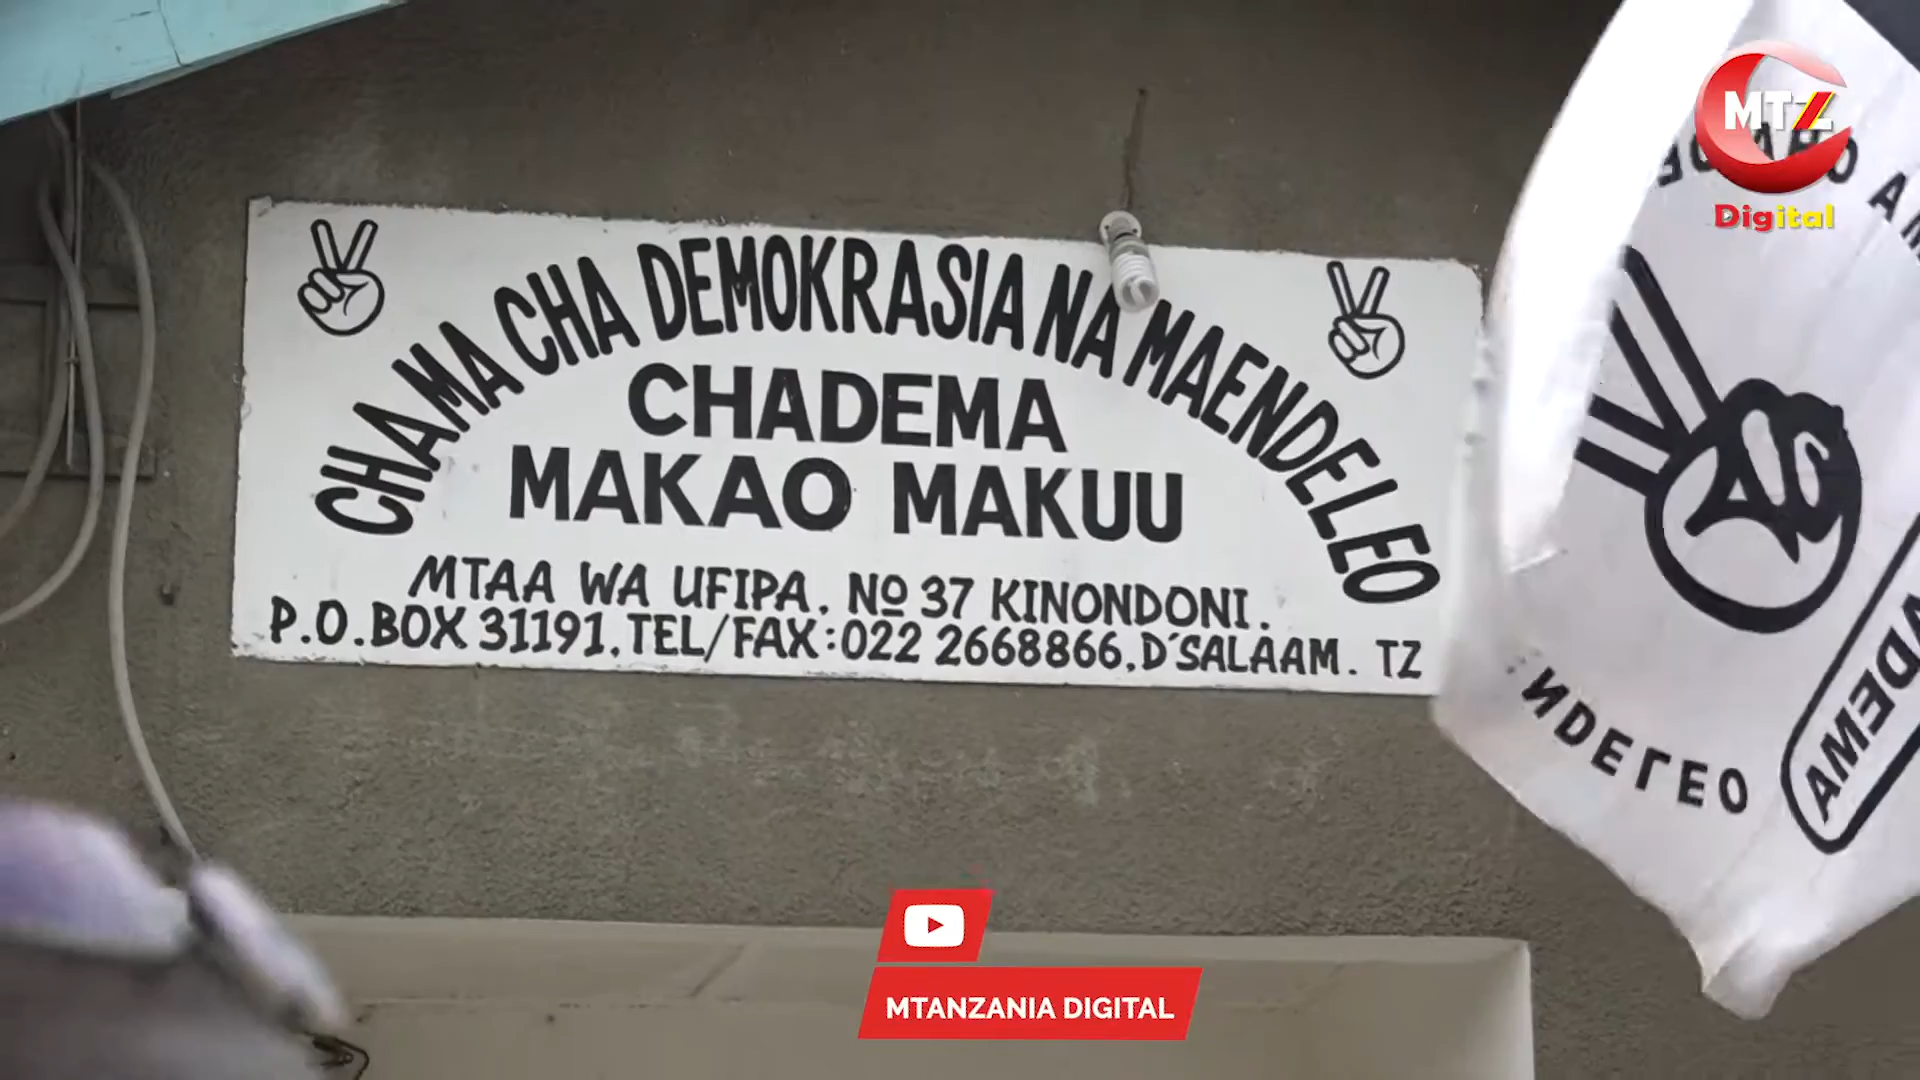 CHAMA CHA DEMOKRASIA NA MAENDELEO
CHADEMA
MAKAO MAKUU
MTAA WA UFIPA. Nº 37 KINONDONI.
P.O.BOX 31191, TEL/FAX: 022 2668866, D'SALAAM. TZ
MTZ
Digital
MTANZANIA DIGITAL